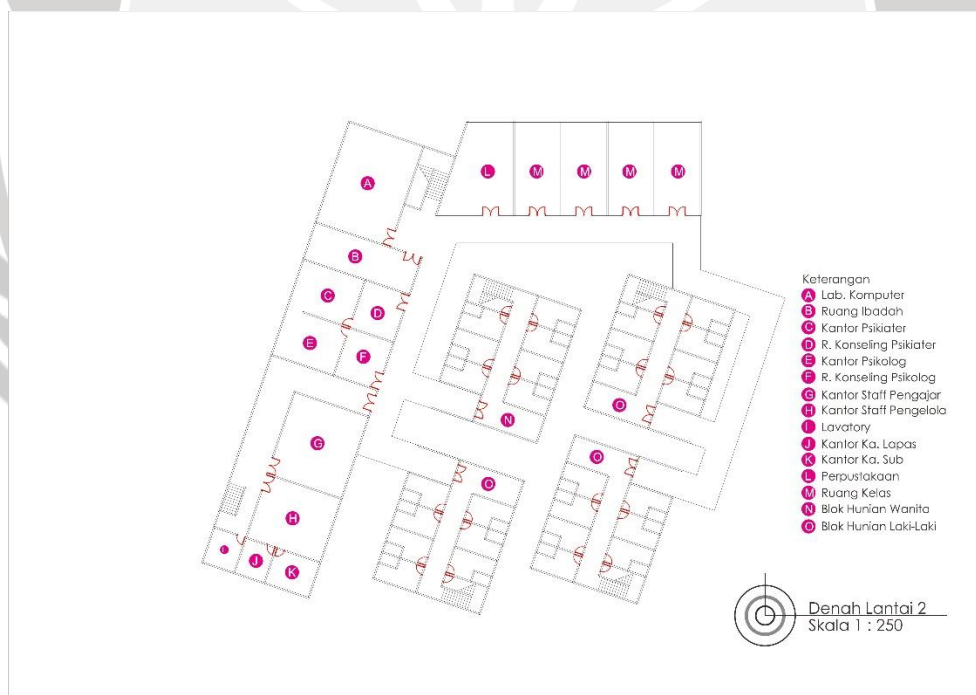 A
L
M
M
M
M
B
C
D
E
F
G
H
I
J
K
N
O
O
O
Keterangan
A Lab. Komputer
B Ruang Ibadah
C Kantor Psikiater
D R. Konseling Psikiater
E Kantor Psikolog
F R. Konseling Psikolog
G Kantor Staff Pengajar
H Kantor Staff Pengelola
I Lavatory
J Kantor Ka. Lapas
K Kantor Ka. Sub
L Perpustakaan
M Ruang Kelas
N Blok Hunian Wanita
O Blok Hunian Laki-Laki
Denah Lantai 2
Skala 1 : 250